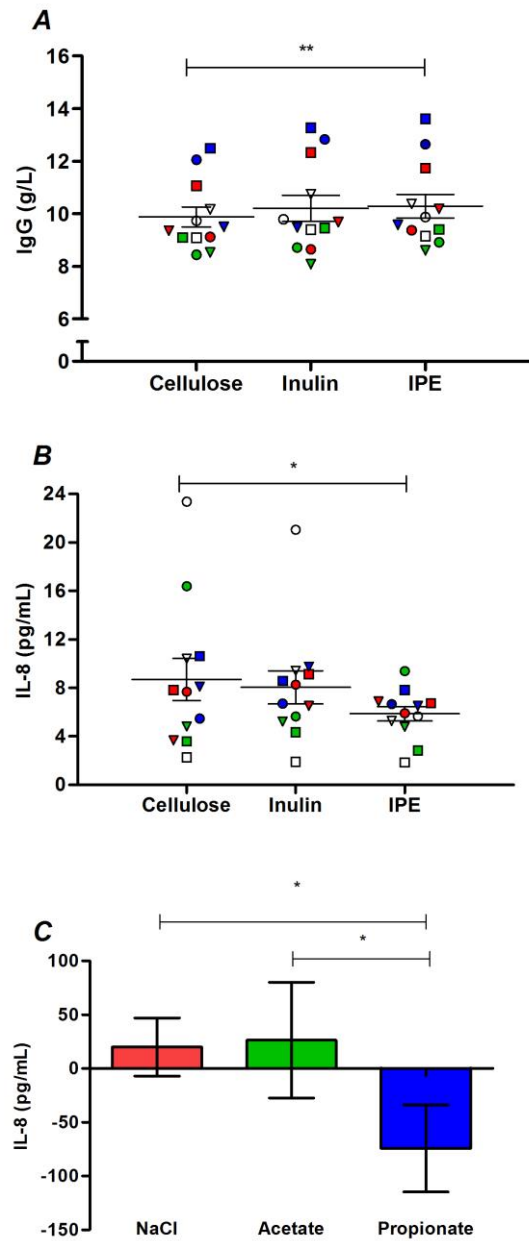 A
**
16
14
12
10
8
6
0
IgG (g/L)
Cellulose Inulin IPE
B
*
24
20
16
12
8
4
0
IL-8 (pg/mL)
Cellulose Inulin IPE
*
C
*
100
50
0
-50
-100
-150
IL-8 (pg/mL)
NaCl Acetate Propionate